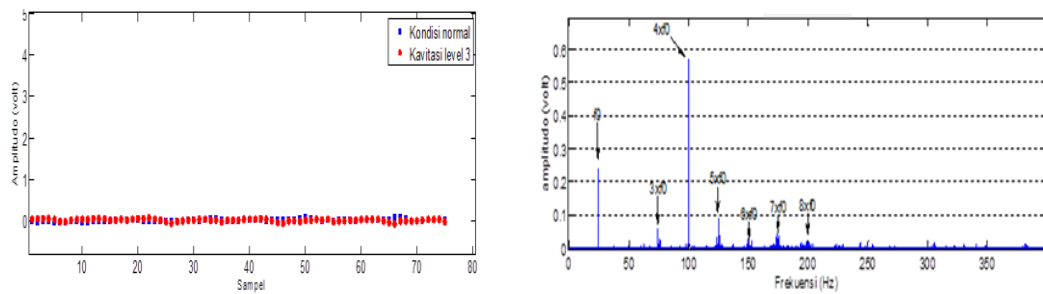 5
4
3
2
1
0
Amplitudo (volt)
Kondisi normal
Kavitasi level 3
10
20
30
40
50
60
70
80
Sampel
0.6
0.5
0.4
0.3
0.2
0.1
0
amplitudo (volt)
f0
3xf0
4xf0
5xf0
6xf0
7xf0
8xf0
0
50
100
150
200
250
300
350
Frekuensi (Hz)